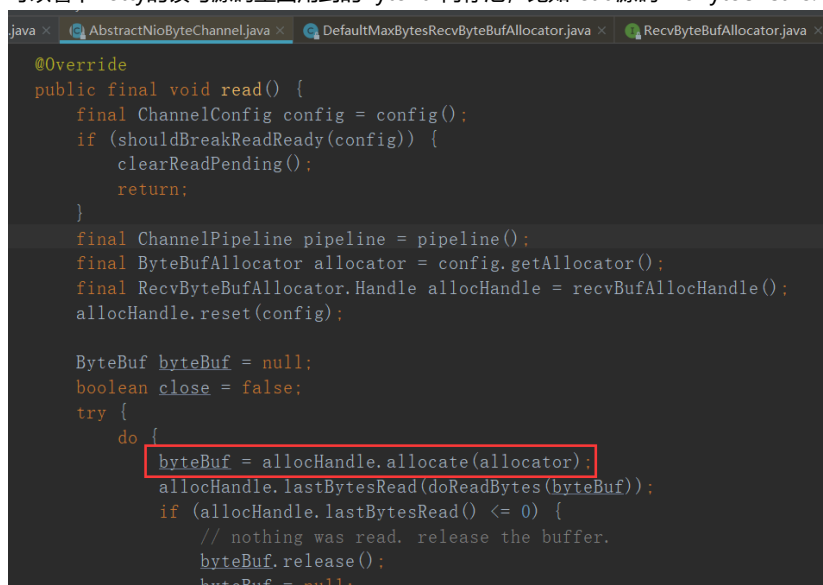 .java × AbstractNioByteChannel.java × DefaultMaxBytesRecvByteBufAllocator.java × RecvByteBufAllocator.java ×
@Override
public final void read() {
    final ChannelConfig config = config();
    if (shouldBreakReadReady(config)) {
        clearReadPending();
        return;
    }
    final ChannelPipeline pipeline = pipeline();
    final ByteBufAllocator allocator = config.getAllocator();
    final RecvByteBufAllocator.Handle allocHandle = recvBufAllocHandle();
    allocHandle.reset(config);

    ByteBuf byteBuf = null;
    boolean close = false;
    try {
        do {
            byteBuf = allocHandle.allocate(allocator);
            allocHandle.lastBytesRead(doReadBytes(byteBuf));
            if (allocHandle.lastBytesRead() <= 0) {
                // nothing was read. release the buffer.
                byteBuf.release();
                byteBuf = null;